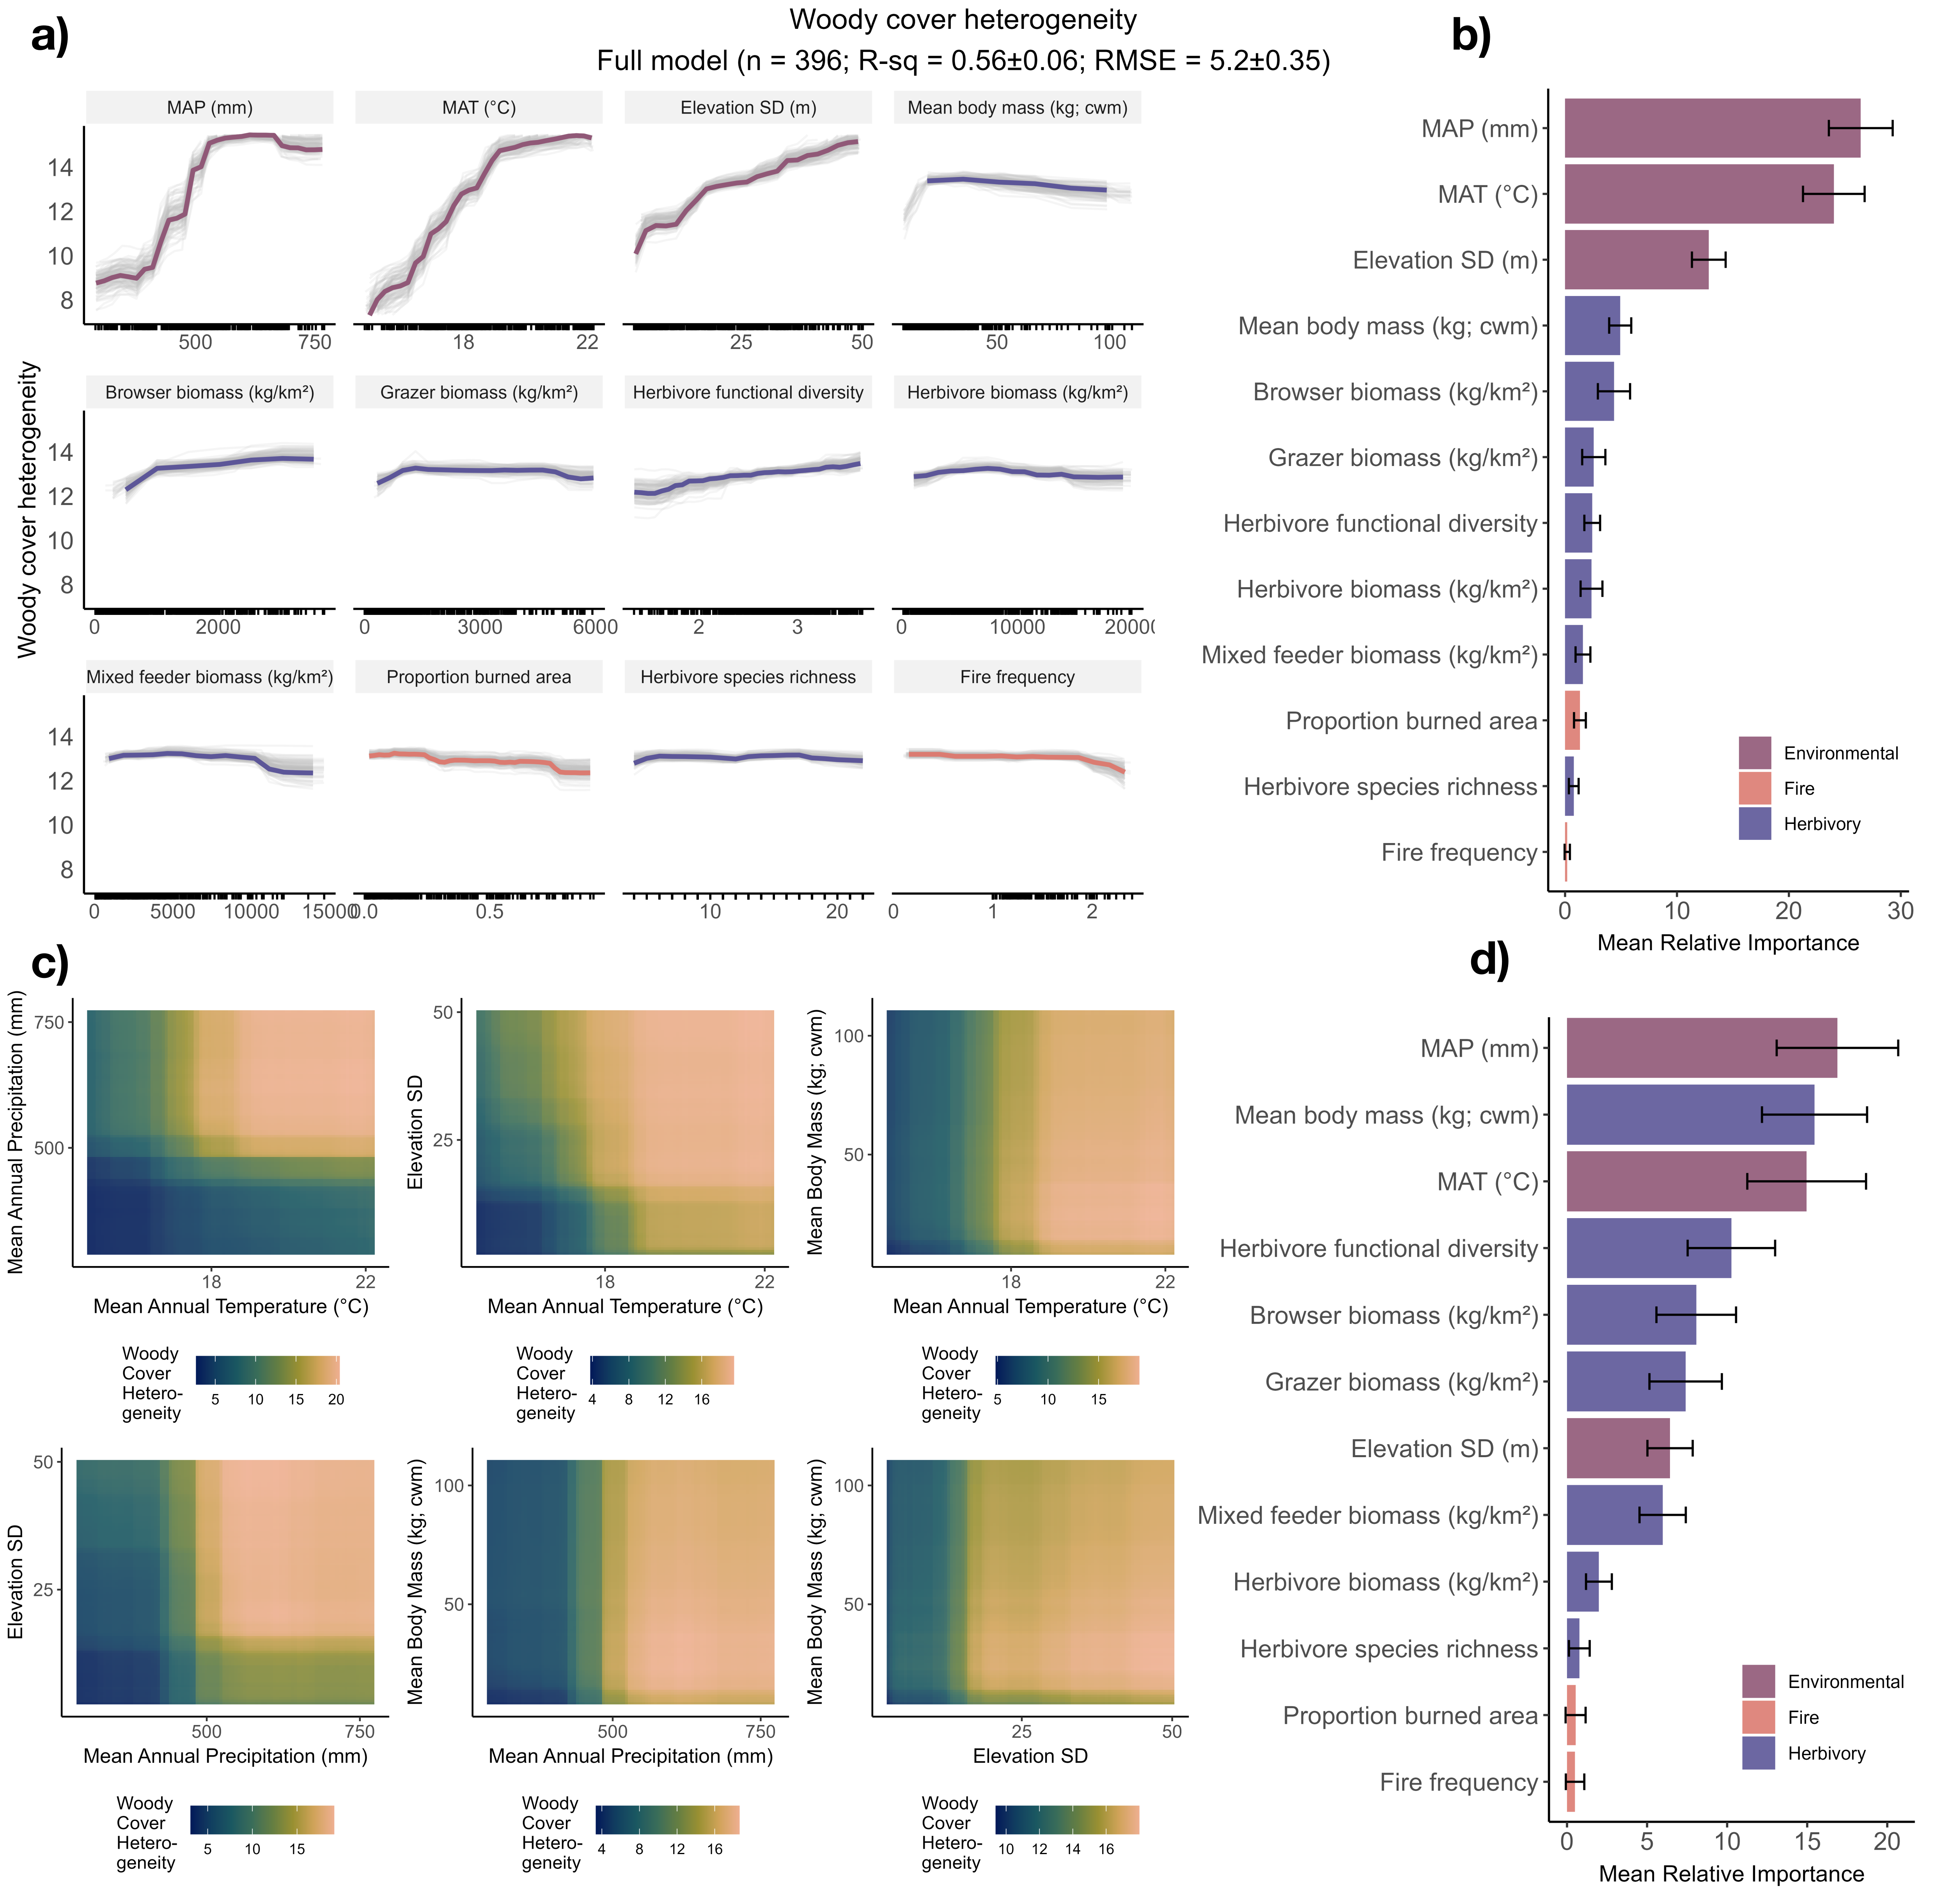 a)
Woody cover heterogeneity
Full model (n = 396; R-sq = 0.56±0.06; RMSE = 5.2±0.35)
Woody cover heterogeneity
MAP (mm)
MAT (°C)
Elevation SD (m)
Mean body mass (kg; cwm)
14
12
10
8
500 750
18 22
25 50
50 100
Browser biomass (kg/km²)
Grazer biomass (kg/km²)
Herbivore functional diversity
Herbivore biomass (kg/km²)
14
12
10
8
0 2000
0 3000 6000
2 3
0 10000 20000
Mixed feeder biomass (kg/km²)
Proportion burned area
Herbivore species richness
Fire frequency
14
12
10
8
0 5000 10000 15000
0.0 0.5
10 20
0 1 2
b)
MAP (mm)
MAT (°C)
Elevation SD (m)
Mean body mass (kg; cwm)
Browser biomass (kg/km²)
Grazer biomass (kg/km²)
Herbivore functional diversity
Herbivore biomass (kg/km²)
Mixed feeder biomass (kg/km²)
Proportion burned area
Herbivore species richness
Fire frequency
Environmental
Fire
Herbivory
0 10 20 30
Mean Relative Importance
c)
Mean Annual Precipitation (mm)
750
500
18 22
Mean Annual Temperature (°C)
Woody
Cover
Hetero-
geneity
5 10 15 20
Elevation SD
50
25
18 22
Mean Annual Temperature (°C)
Woody
Cover
Hetero-
geneity
4 8 12 16
Mean Body Mass (kg; cwm)
100
50
18 22
Mean Annual Temperature (°C)
Woody
Cover
Hetero-
geneity
5 10 15
Elevation SD
50
25
500 750
Mean Annual Precipitation (mm)
Woody
Cover
Hetero-
geneity
5 10 15
Mean Body Mass (kg; cwm)
100
50
500 750
Mean Annual Precipitation (mm)
Woody
Cover
Hetero-
geneity
4 8 12 16
Mean Body Mass (kg; cwm)
100
50
25 50
Elevation SD
Woody
Cover
Hetero-
geneity
10 12 14 16
d)
MAP (mm)
Mean body mass (kg; cwm)
MAT (°C)
Herbivore functional diversity
Browser biomass (kg/km²)
Grazer biomass (kg/km²)
Elevation SD (m)
Mixed feeder biomass (kg/km²)
Herbivore biomass (kg/km²)
Herbivore species richness
Proportion burned area
Fire frequency
Environmental
Fire
Herbivory
0 5 10 15 20
Mean Relative Importance